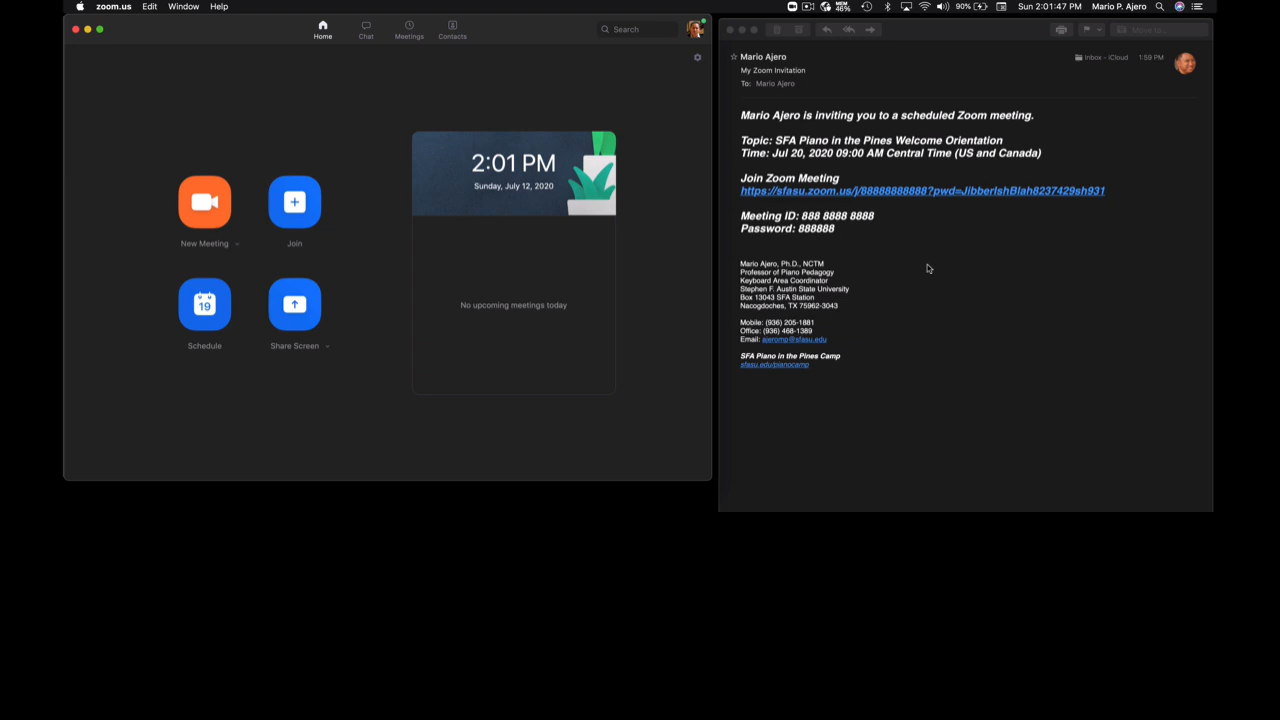 zoom.us Edit Window Help
MEM 46% 90% Sun 2:01:47 PM Mario P. Ajero
Home Chat Meetings Contacts
Search
2:01 PM
Sunday, July 12, 2020
New Meeting
Join
No upcoming meetings today
19
Schedule
Share Screen
Move to...
Mario Ajero
Inbox - iCloud 1:59 PM
My Zoom Invitation
To: Mario Ajero
Mario Ajero is inviting you to a scheduled Zoom meeting.
Topic: SFA Piano in the Pines Welcome Orientation
Time: Jul 20, 2020 09:00 AM Central Time (US and Canada)
Join Zoom Meeting
https://sfasu.zoom.us/j/88888888888?pwd=JibberIshBlah8237429sh931
Meeting ID: 888 8888 8888
Password: 888888
Mario Ajero, Ph.D., NCTM
Professor of Piano Pedagogy
Keyboard Area Coordinator
Stephen F. Austin State University
Box 13043 SFA Station
Nacogdoches, TX 75962-3043
Mobile: (936) 205-1881
Office: (936) 468-1389
Email: ajeromp@sfasu.edu
SFA Piano in the Pines Camp
sfasu.edu/pianocamp